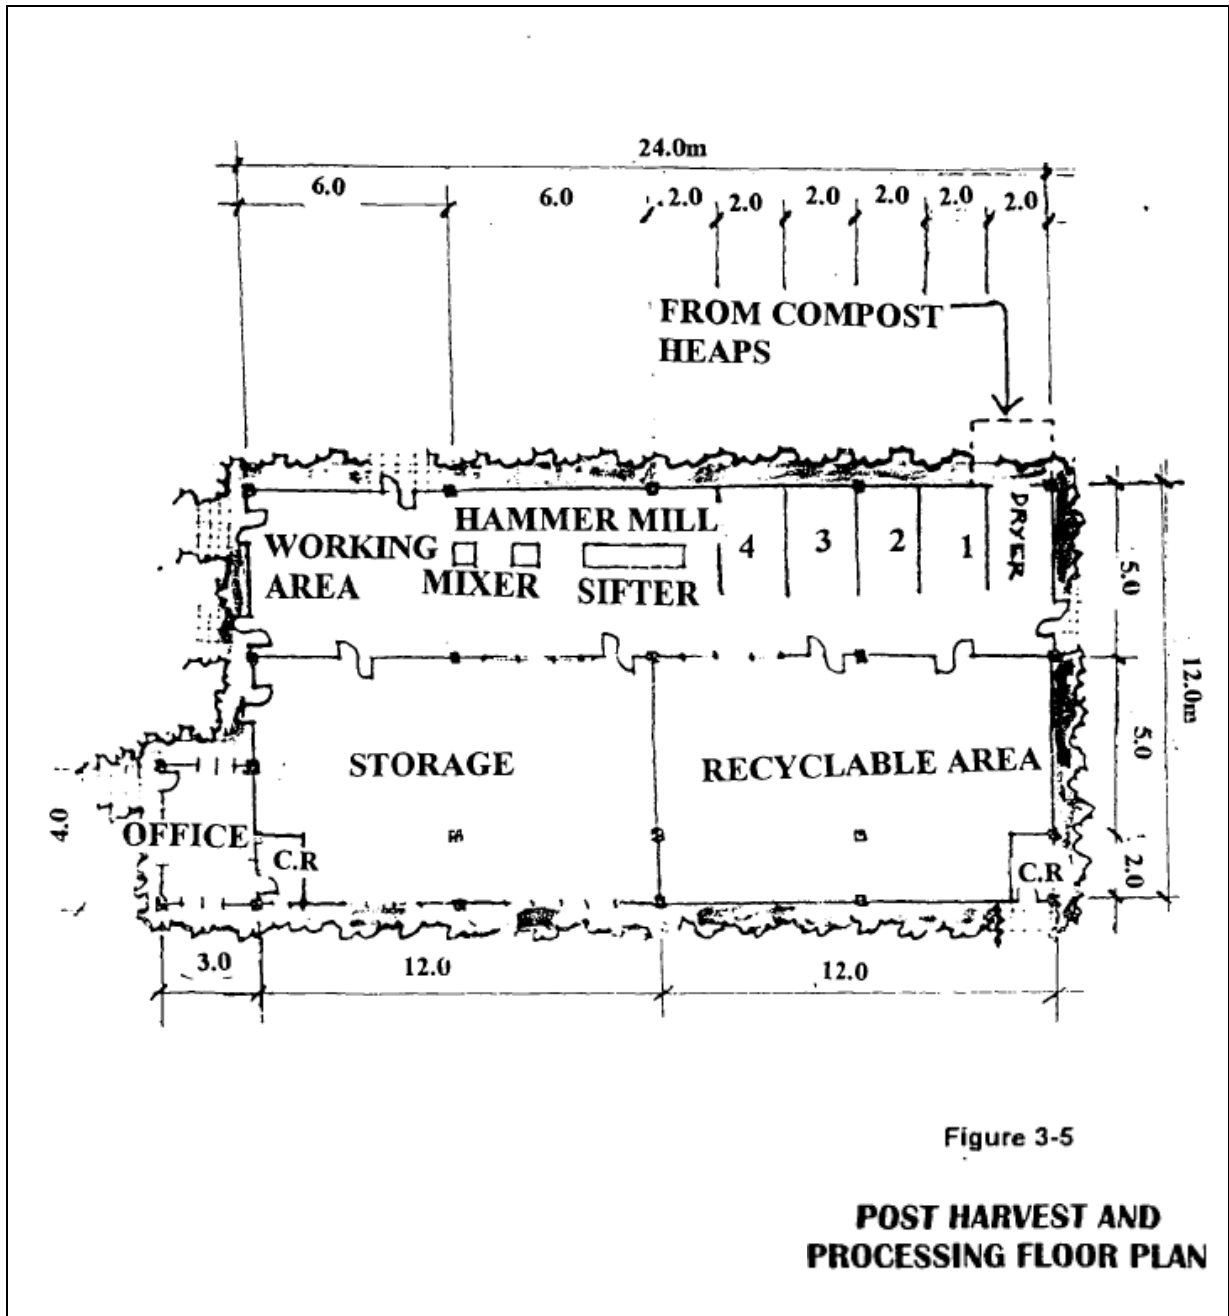 24.0m
6.0
6.0
2.0
2.0
2.0
2.0
2.0
2.0
FROM COMPOST
HEAPS
HAMMER MILL
WORKING
AREA
MIXER
SIFTER
4
3
2
1
DRYER
5.0
12.0m
STORAGE
RECYCLABLE AREA
5.0
4.0
OFFICE
C.R
C.R
2.0
3.0
12.0
12.0
Figure 3-5
POST HARVEST AND
PROCESSING FLOOR PLAN